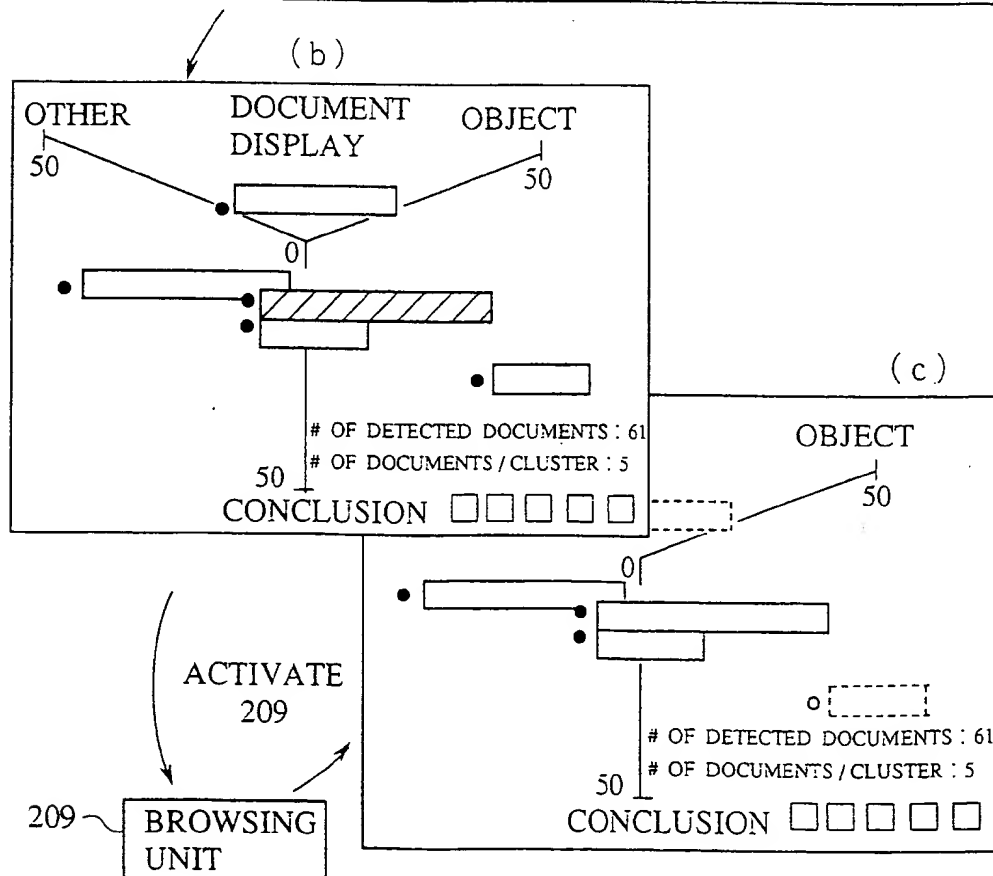 (b)
OTHER
DOCUMENT
DISPLAY
OBJECT
50
50
0
# OF DETECTED DOCUMENTS : 61
# OF DOCUMENTS / CLUSTER : 5
50
CONCLUSION
(c)
OBJECT
50
0
# OF DETECTED DOCUMENTS : 61
# OF DOCUMENTS / CLUSTER : 5
50
CONCLUSION
ACTIVATE
209
209
BROWSING
UNIT